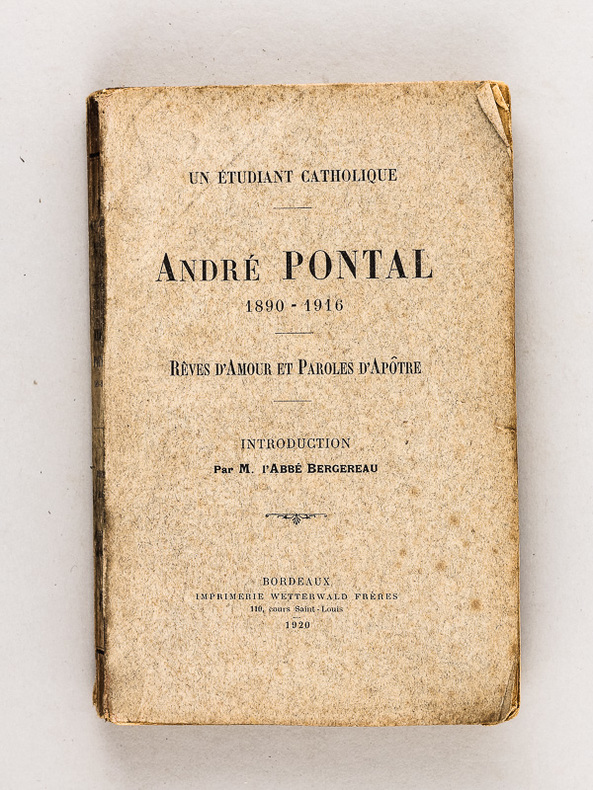 UN ÉTUDIANT CATHOLIQUE
ANDRÉ PONTAL
1890 - 1916
RÊVES D'AMOUR ET PAROLES D'APÔTRE
INTRODUCTION
Par M. l'ABBÉ BERGEREAU
BORDEAUX
IMPRIMERIE WETTERWALD FRÈRES
110, cours Saint-Louis
1920